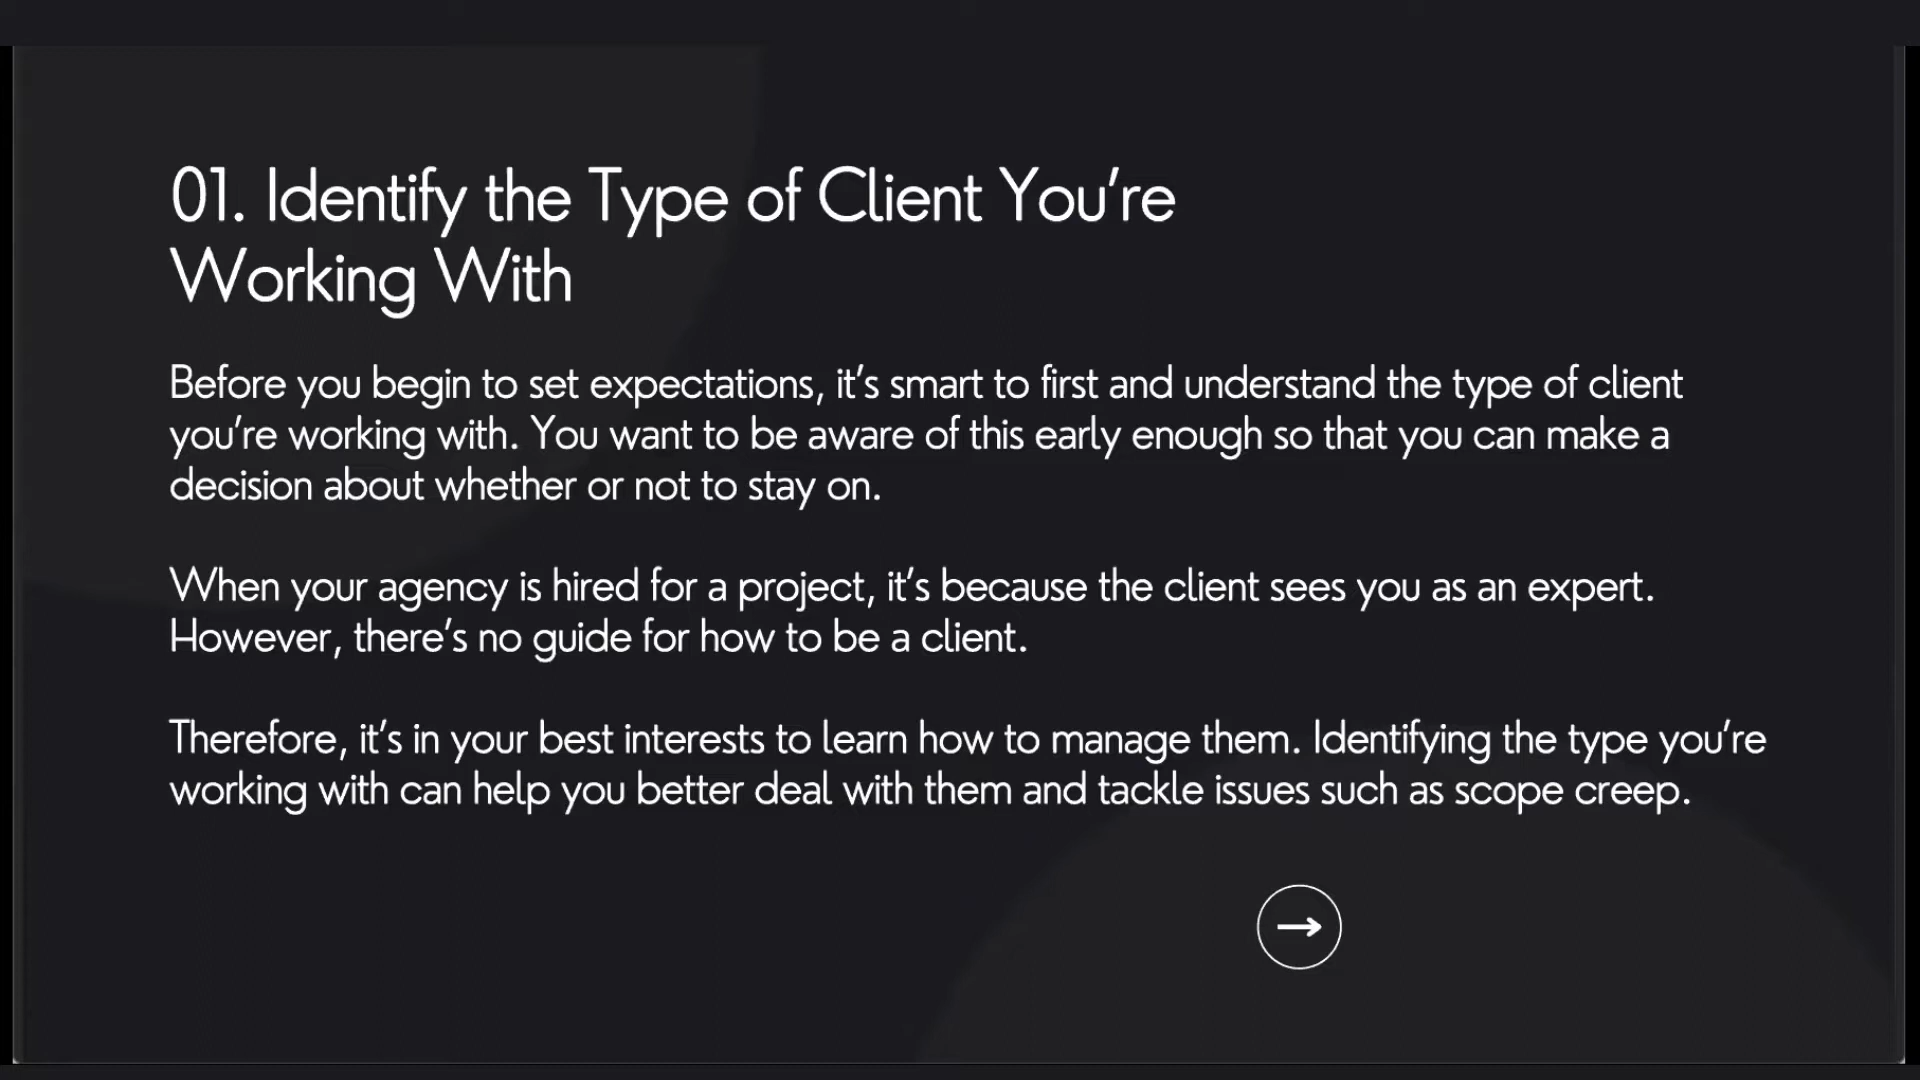 01. Identify the Type of Client You're
Working With
Before you begin to set expectations, it's smart to first and understand the type of client
you're working with. You want to be aware of this early enough so that you can make a
decision about whether or not to stay on.
When your agency is hired for a project, it's because the client sees you as an expert.
However, there's no guide for how to be a client.
Therefore, it's in your best interests to learn how to manage them. Identifying the type you're
working with can help you better deal with them and tackle issues such as scope creep.